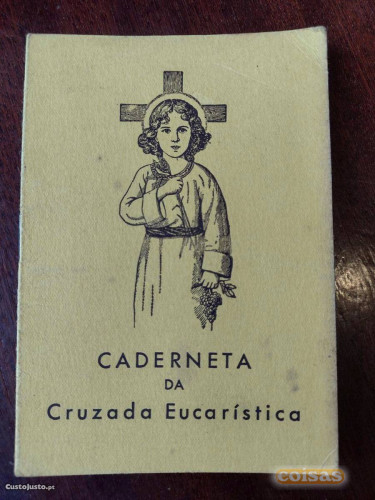 CADERNETA
DA
Cruzada Eucarística
CustoJusto.pt
coisas